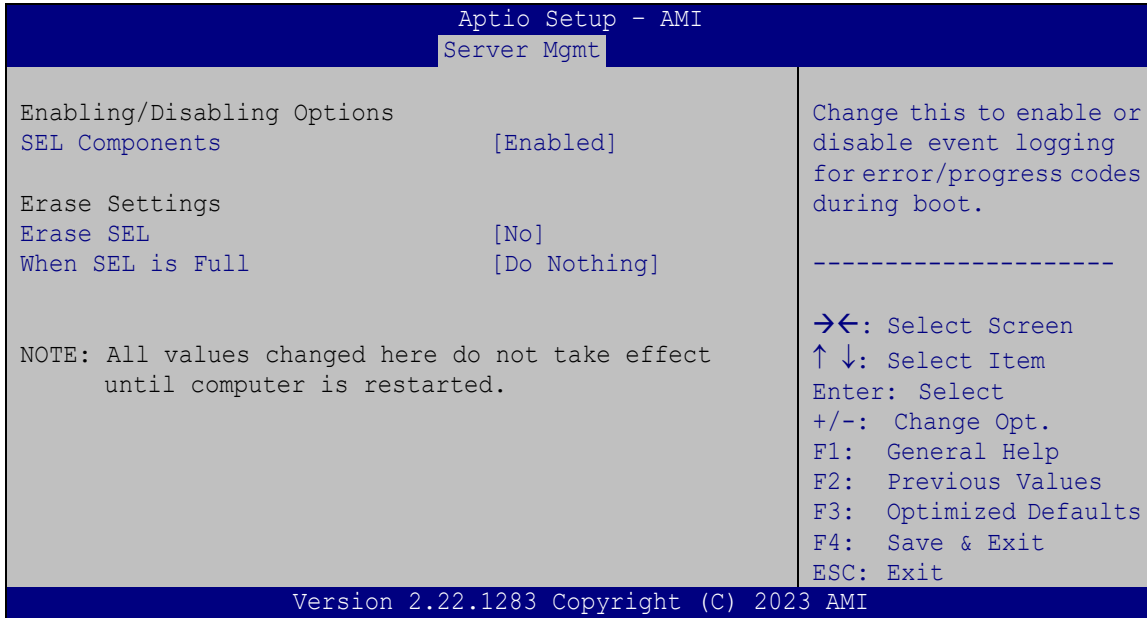 Aptio Setup – AMI
Server Mgmt
Enabling/Disabling Options
SEL Components [Enabled]
Erase Settings
Erase SEL [No]
When SEL is Full [Do Nothing]
NOTE: All values changed here do not take effect
until computer is restarted.
Change this to enable or
disable event logging
for error/progress codes
during boot.
---------------------
→←: Select Screen
↑ ↓: Select Item
Enter: Select
+/-: Change Opt.
F1: General Help
F2: Previous Values
F3: Optimized Defaults
F4: Save & Exit
ESC: Exit
Version 2.22.1283 Copyright (C) 2023 AMI